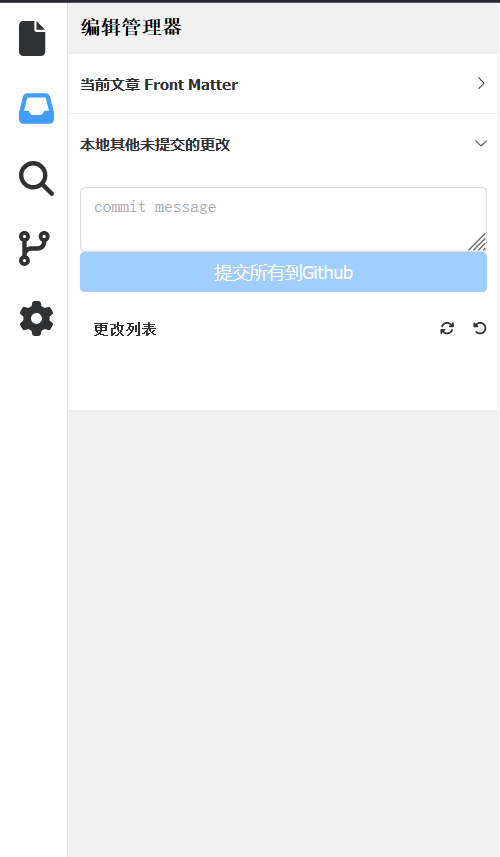 编辑管理器
当前文章 Front Matter
本地其他未提交的更改
commit message
提交所有到Github
更改列表